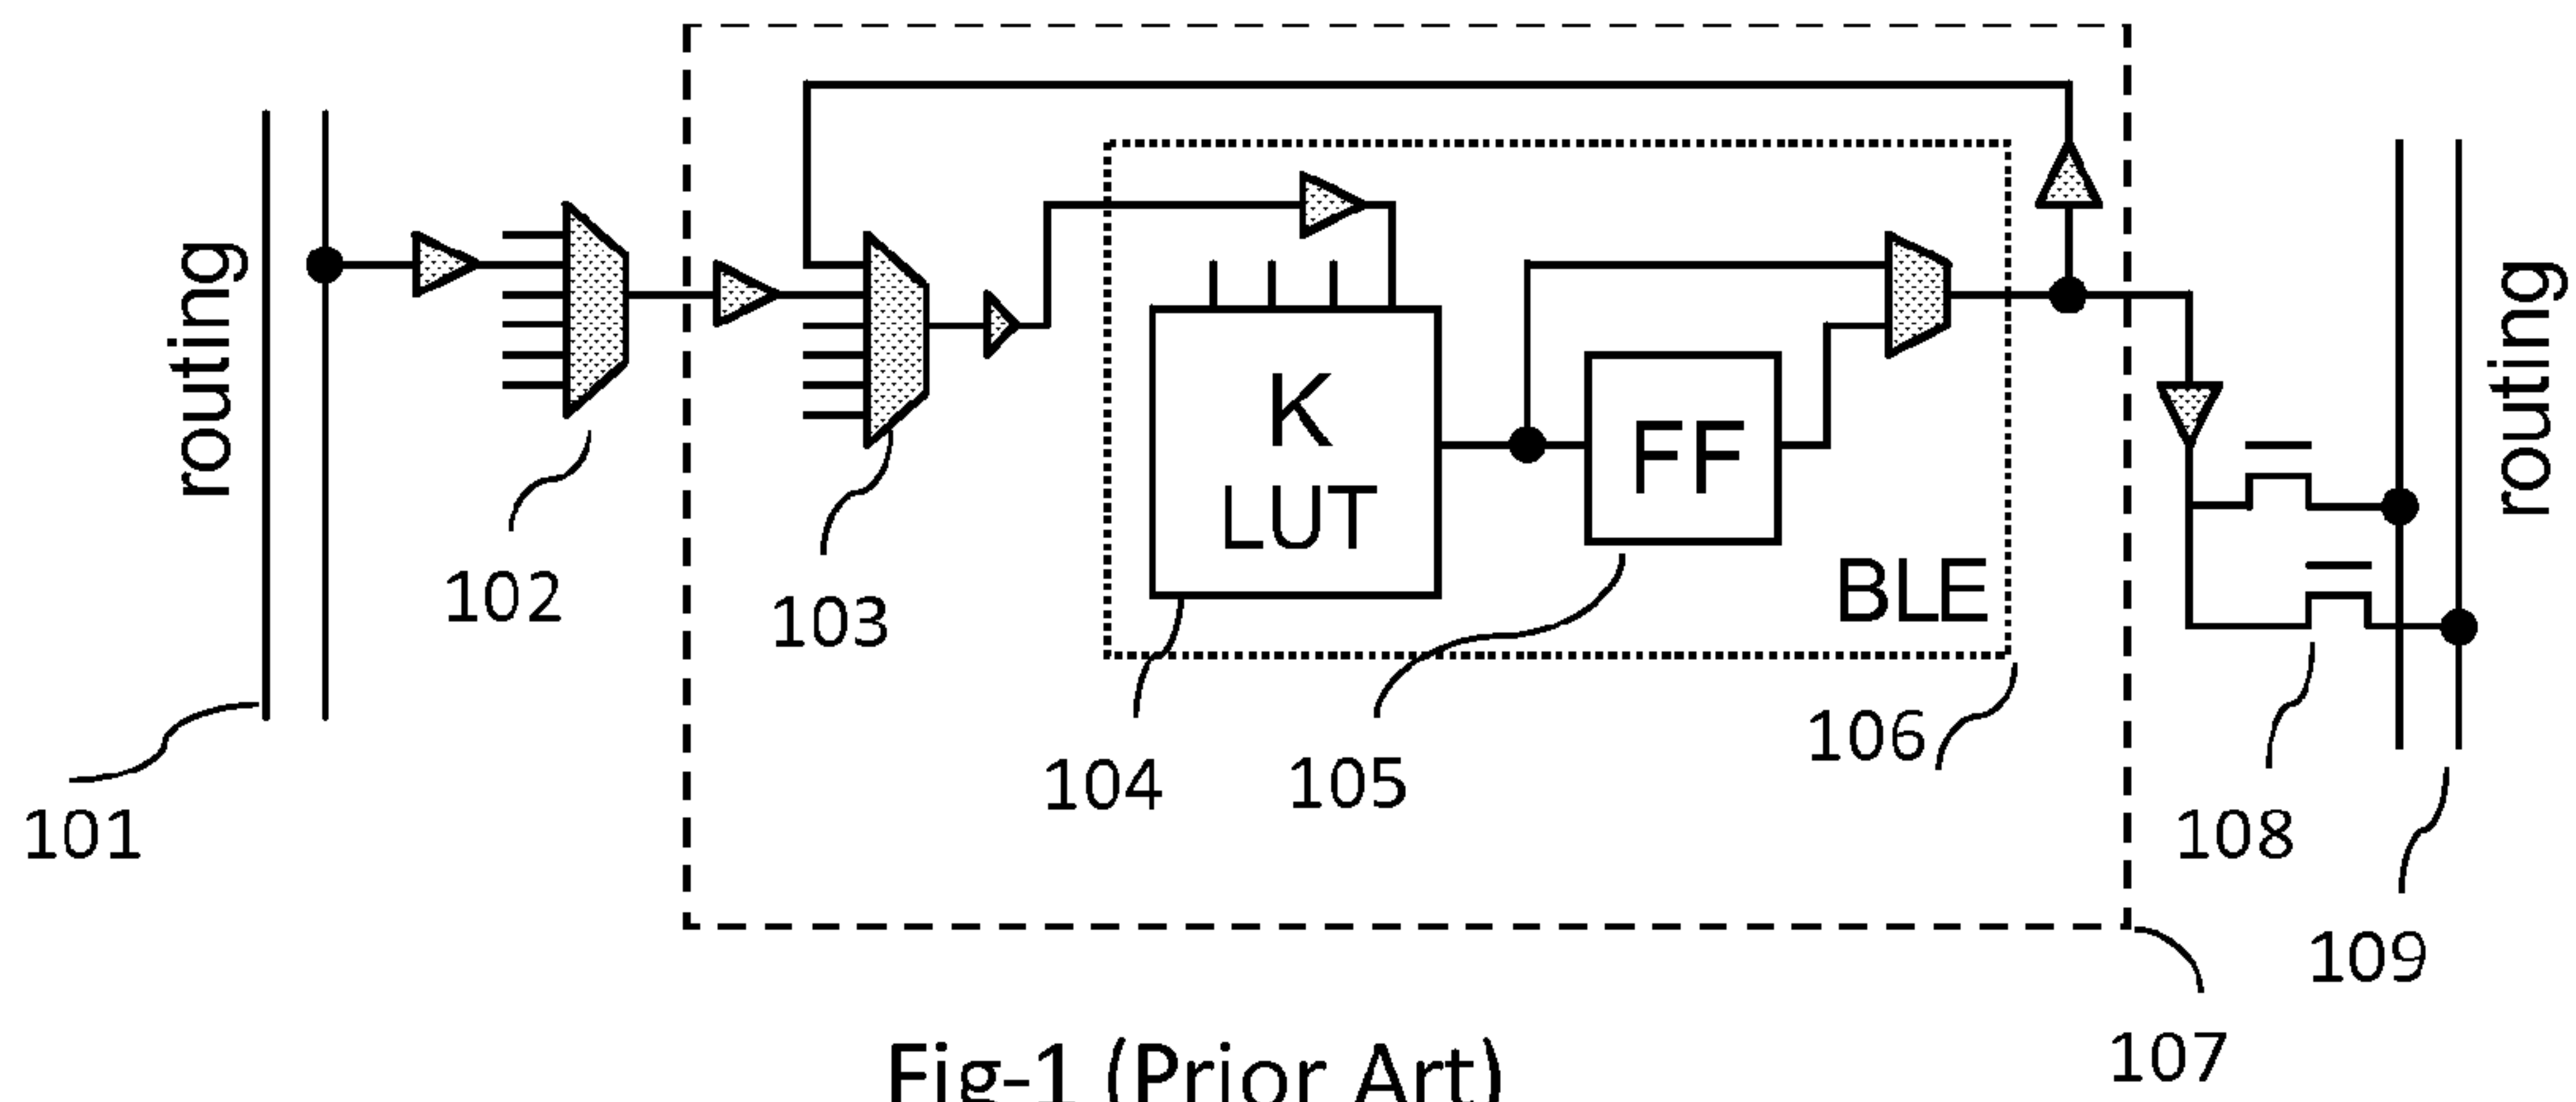 routing
K
LUT
FF
BLE
routing
101
102
103
104
105
106
107
108
109
Fig-1 (Prior Art)